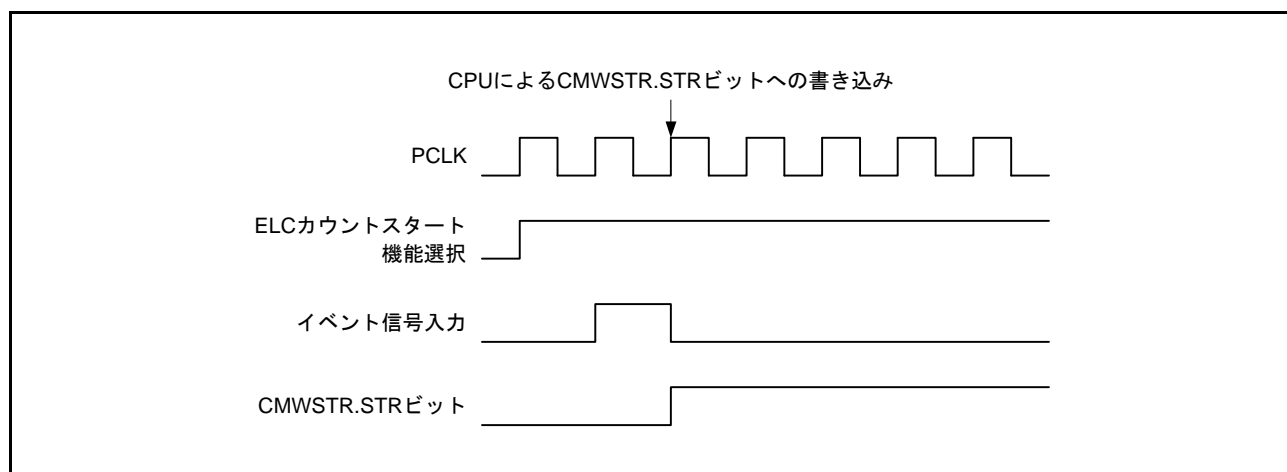 CPUによるCMWSTR.STRビットへの書き込み
PCLK
ELCカウントスタート
機能選択
イベント信号入力
CMWSTR.STRビット